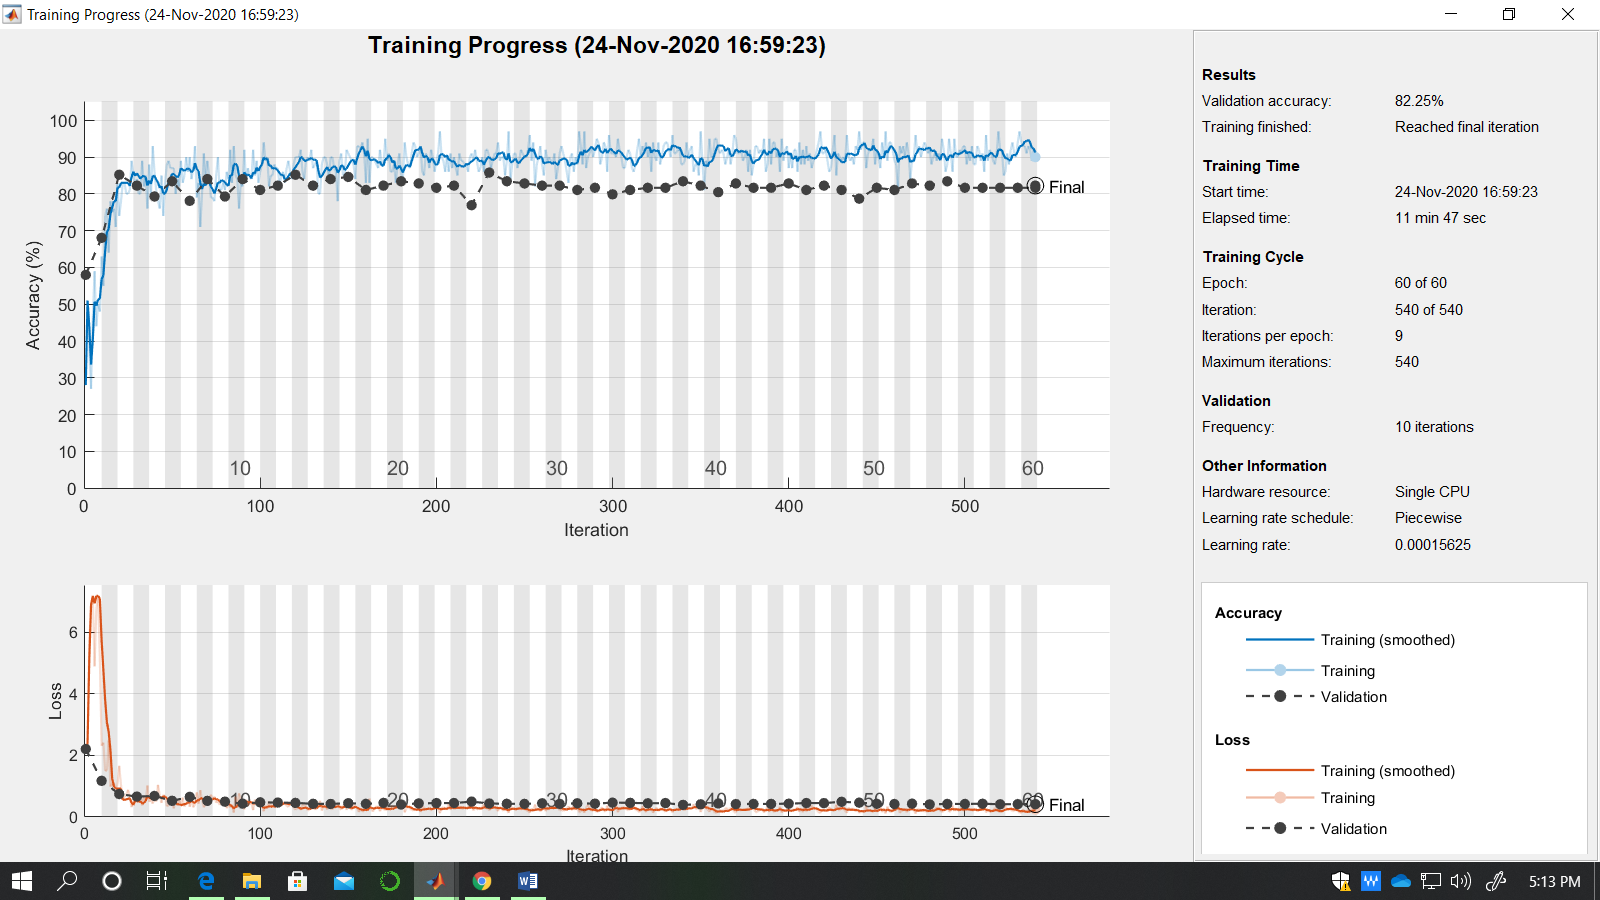 Training Progress (24-Nov-2020 16:59:23)
Training Progress (24-Nov-2020 16:59:23)
Accuracy (%)
100
90
80
70
60
50
40
30
20
10
0
10 20 30 40 50 60
Final
0 100 200 300 400 500
Iteration
Loss
6
4
2
0
10 20 30 40 50 60
Final
0 100 200 300 400 500
Iteration
Results
Validation accuracy: 82.25%
Training finished: Reached final iteration
Training Time
Start time: 24-Nov-2020 16:59:23
Elapsed time: 11 min 47 sec
Training Cycle
Epoch: 60 of 60
Iteration: 540 of 540
Iterations per epoch: 9
Maximum iterations: 540
Validation
Frequency: 10 iterations
Other Information
Hardware resource: Single CPU
Learning rate schedule: Piecewise
Learning rate: 0.00015625
Accuracy
Training (smoothed)
Training
Validation
Loss
Training (smoothed)
Training
Validation
5:13 PM